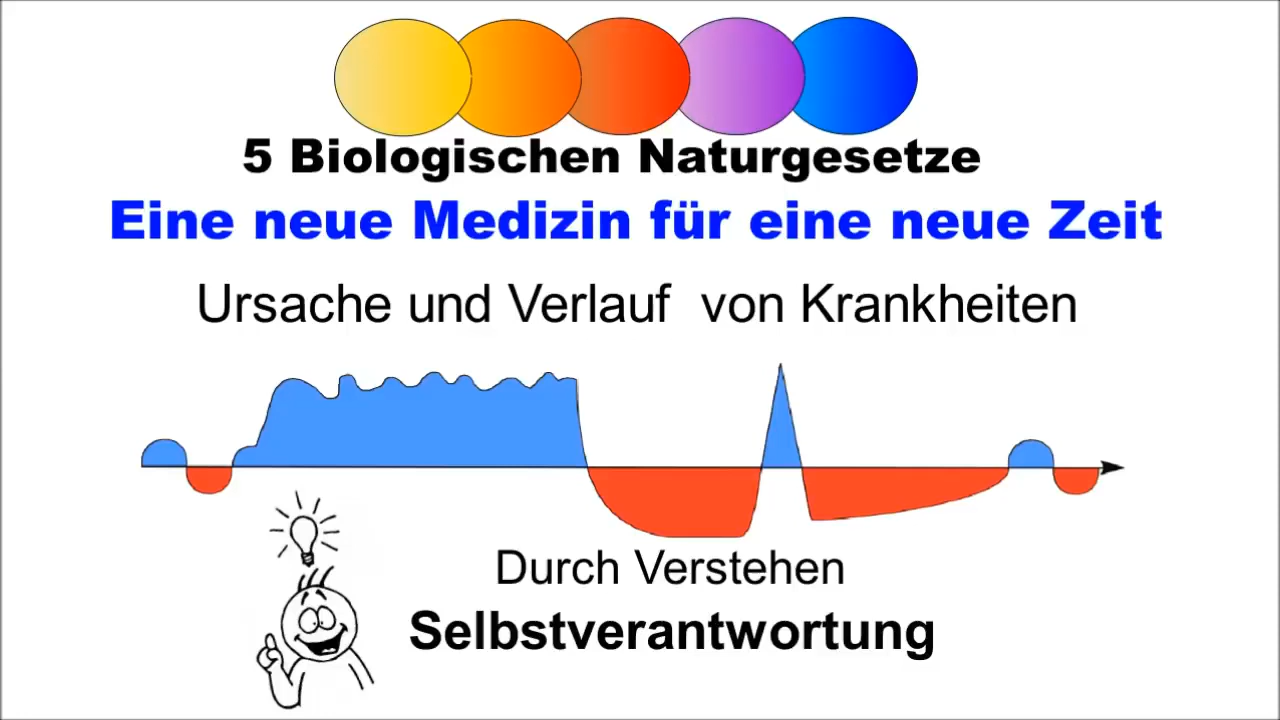 5 Biologischen Naturgesetze
Eine neue Medizin für eine neue Zeit
Ursache und Verlauf von Krankheiten
Durch Verstehen
Selbstverantwortung